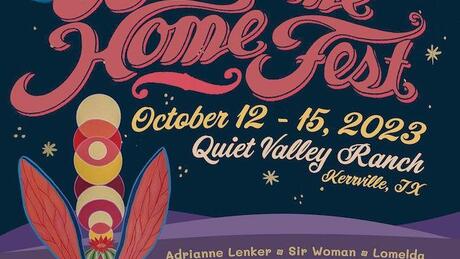 Home Fest
October 12 - 15, 2023
Quiet Valley Ranch
Kerrville, TX
Adrianne Lenker Sir Woman Lomelda